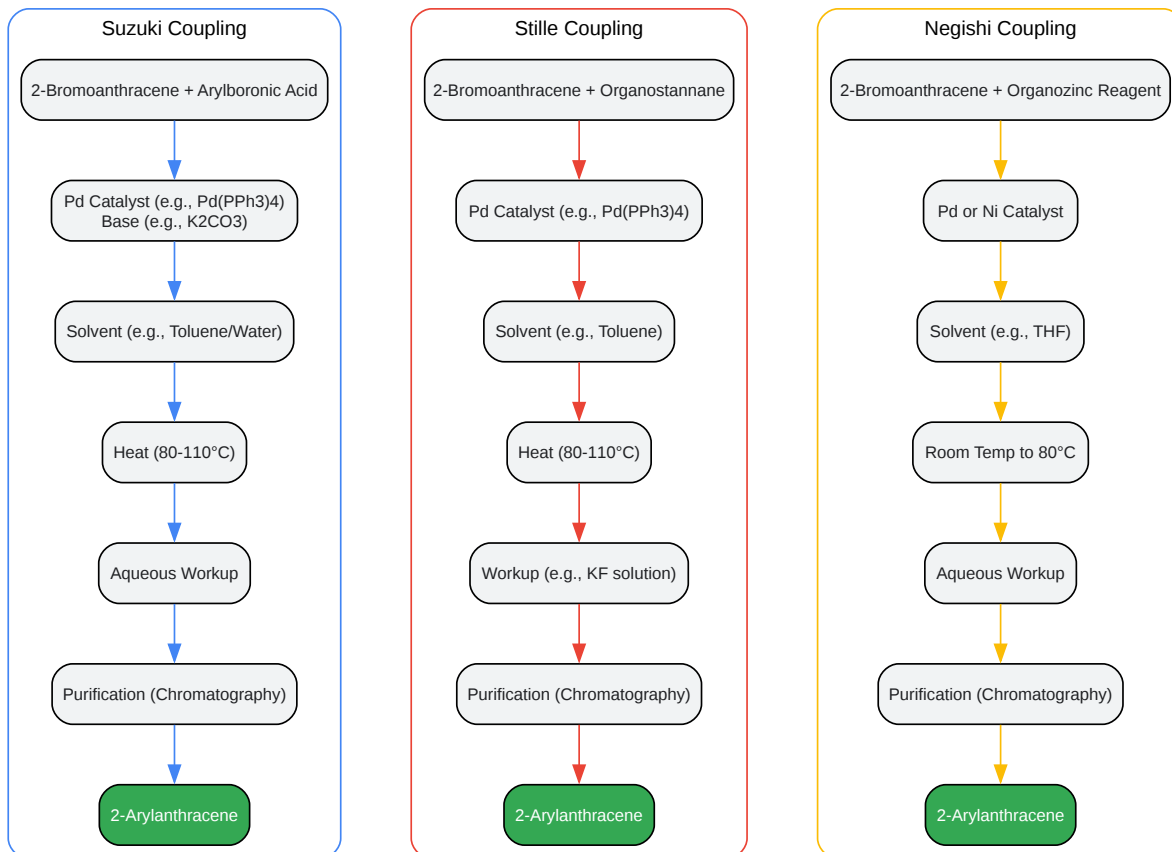 Suzuki Coupling
2-Bromoanthracene + Arylboronic Acid
Pd Catalyst (e.g., Pd(PPh3)4)
Base (e.g., K2CO3)
Solvent (e.g., Toluene/Water)
Heat (80-110°C)
Aqueous Workup
Purification (Chromatography)
2-Arylanthracene
Stille Coupling
2-Bromoanthracene + Organostannane
Pd Catalyst (e.g., Pd(PPh3)4)
Solvent (e.g., Toluene)
Heat (80-110°C)
Workup (e.g., KF solution)
Purification (Chromatography)
2-Arylanthracene
Negishi Coupling
2-Bromoanthracene + Organozinc Reagent
Pd or Ni Catalyst
Solvent (e.g., THF)
Room Temp to 80°C
Aqueous Workup
Purification (Chromatography)
2-Arylanthracene